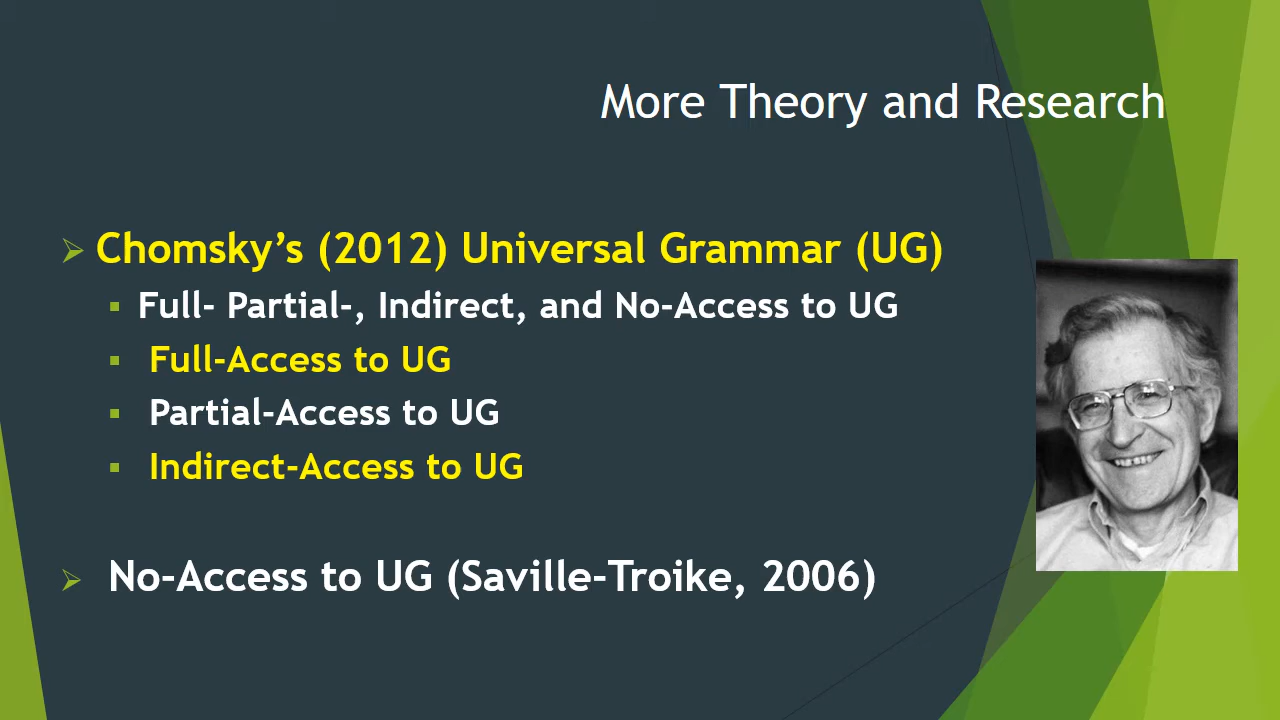 More Theory and Research
Chomsky’s (2012) Universal Grammar (UG)
Full- Partial-, Indirect, and No-Access to UG
Full-Access to UG
Partial-Access to UG
Indirect-Access to UG
No-Access to UG (Saville-Troike, 2006)